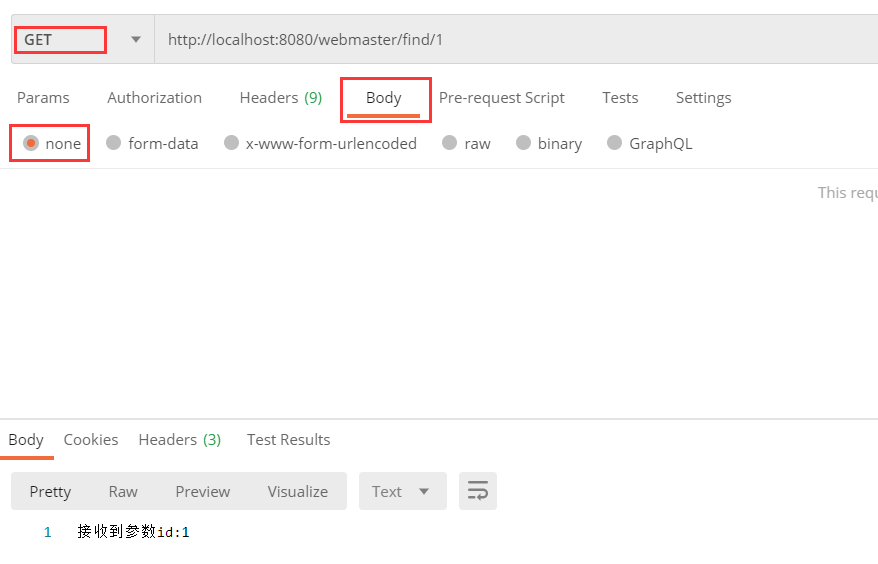 GET http://localhost:8080/webmaster/find/1
Params Authorization Headers (9) Body Pre-request Script Tests Settings
none form-data x-www-form-urlencoded raw binary GraphQL
This requ
Body Cookies Headers (3) Test Results
Pretty Raw Preview Visualize Text
1 接收到参数id:1